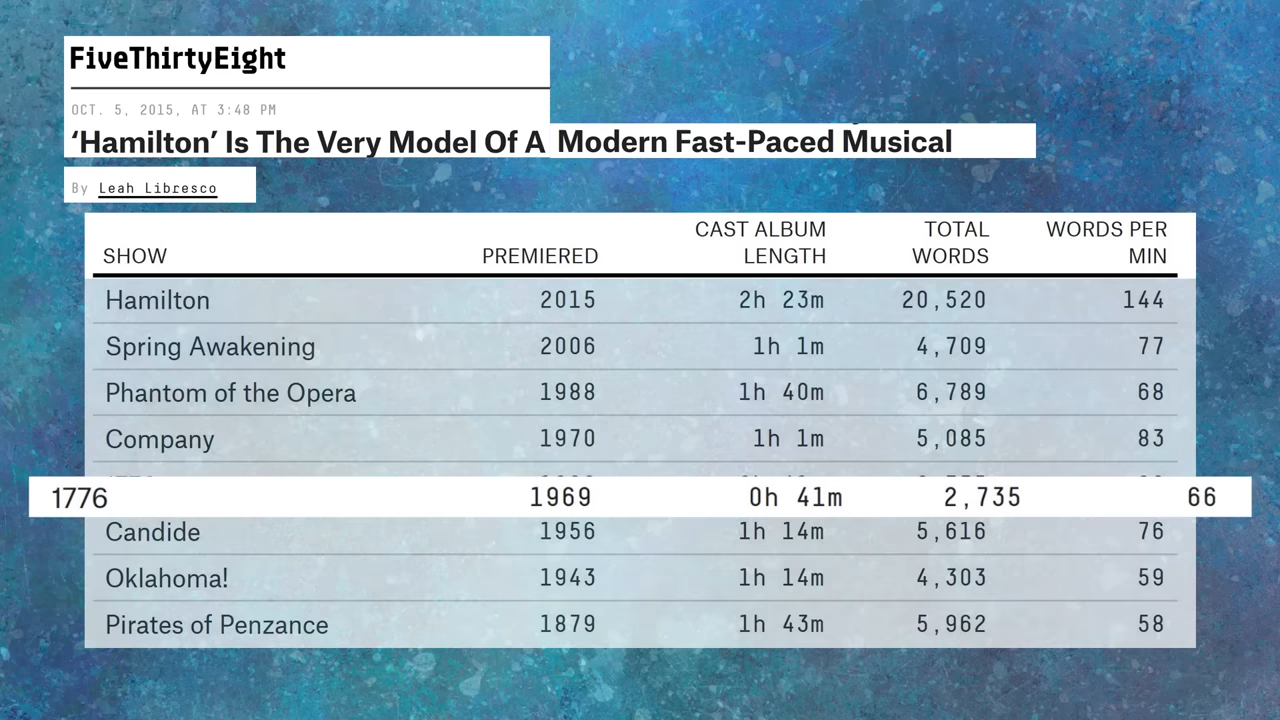 FiveThirtyEight
OCT. 5, 2015, AT 3:48 PM
‘Hamilton’ Is The Very Model Of A Modern Fast-Paced Musical
By Leah Libresco
SHOW PREMIERED CAST ALBUM LENGTH TOTAL WORDS WORDS PER MIN
Hamilton 2015 2h 23m 20,520 144
Spring Awakening 2006 1h 1m 4,709 77
Phantom of the Opera 1988 1h 40m 6,789 68
Company 1970 1h 1m 5,085 83
1776 1969 0h 41m 2,735 66
Candide 1956 1h 14m 5,616 76
Oklahoma! 1943 1h 14m 4,303 59
Pirates of Penzance 1879 1h 43m 5,962 58